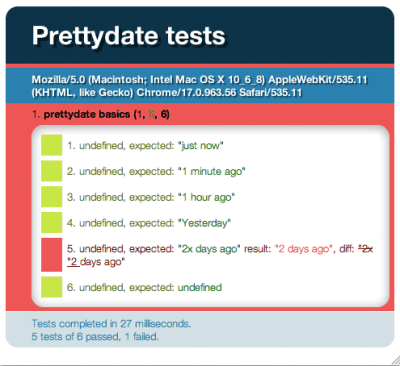 Prettydate tests
Mozilla/5.0 (Macintosh; Intel Mac OS X 10_6_8) AppleWebKit/535.11
(KHTML, like Gecko) Chrome/17.0.963.56 Safari/535.11
1. prettydate basics (1, 5, 6)
1. undefined, expected: "just now"
2. undefined, expected: "1 minute ago"
3. undefined, expected: "1 hour ago"
4. undefined, expected: "Yesterday"
5. undefined, expected: "2x days ago" result: "2 days ago", diff: "2x
"2 days ago"
6. undefined, expected: undefined
Tests completed in 27 milliseconds.
5 tests of 6 passed, 1 failed.